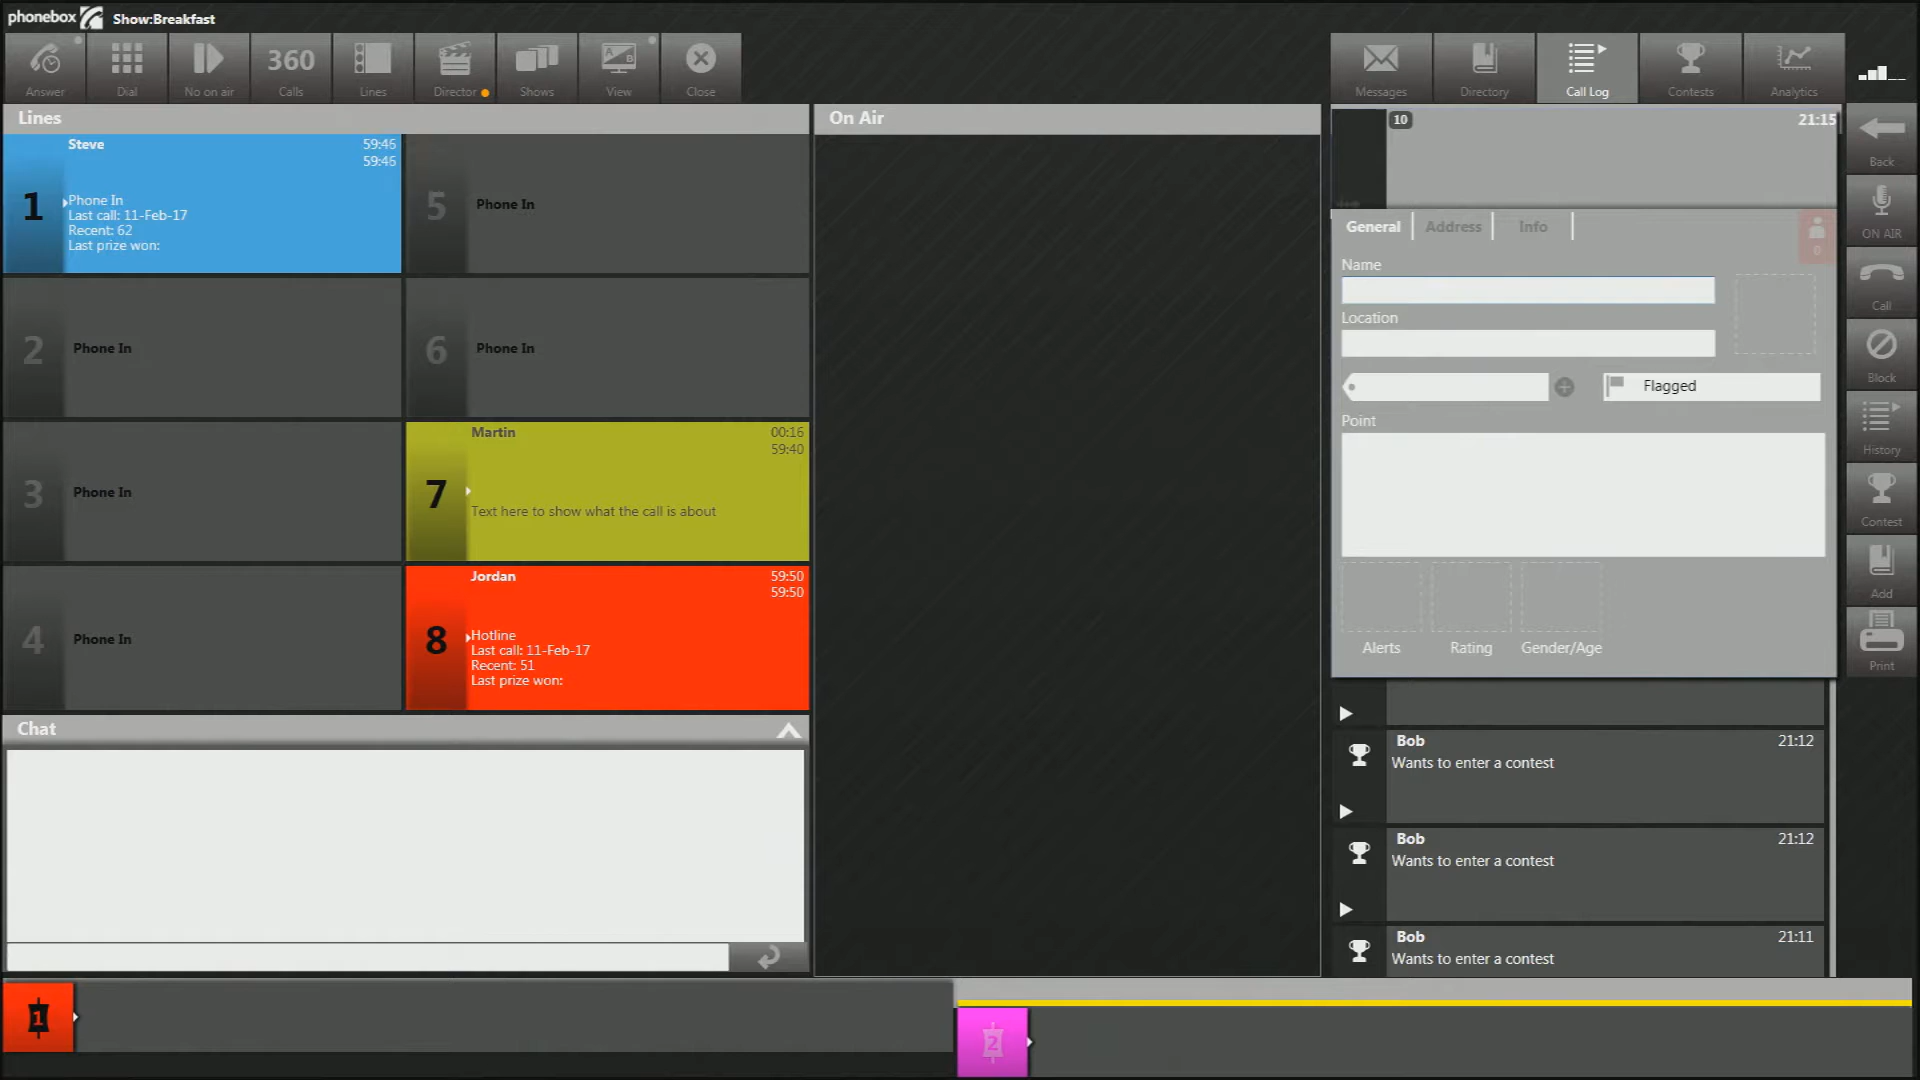 phonebox Show:Breakfast
Answer
Dial
No on air
360
Calls
Lines
Director
Shows
A
B
View
Close
Messages
Directory
Call Log
Contests
Analytics
Lines
1
Steve
59:46
59:46
Phone In
Last call: 11-Feb-17
Recent: 62
Last prize won:
5
Phone In
2
Phone In
6
Phone In
3
Phone In
7
Martin
00:16
59:40
Text here to show what the call is about
4
Phone In
8
Jordan
59:50
59:50
Hotline
Last call: 11-Feb-17
Recent: 51
Last prize won:
Chat
On Air
10
21:15
General
Address
Info
0
Name
Location
Flagged
Point
Alerts
Rating
Gender/Age
Bob
21:12
Wants to enter a contest
Bob
21:12
Wants to enter a contest
Bob
21:11
Wants to enter a contest
Back
ON AIR
Call
Block
History
Contest
Add
Print
1
2